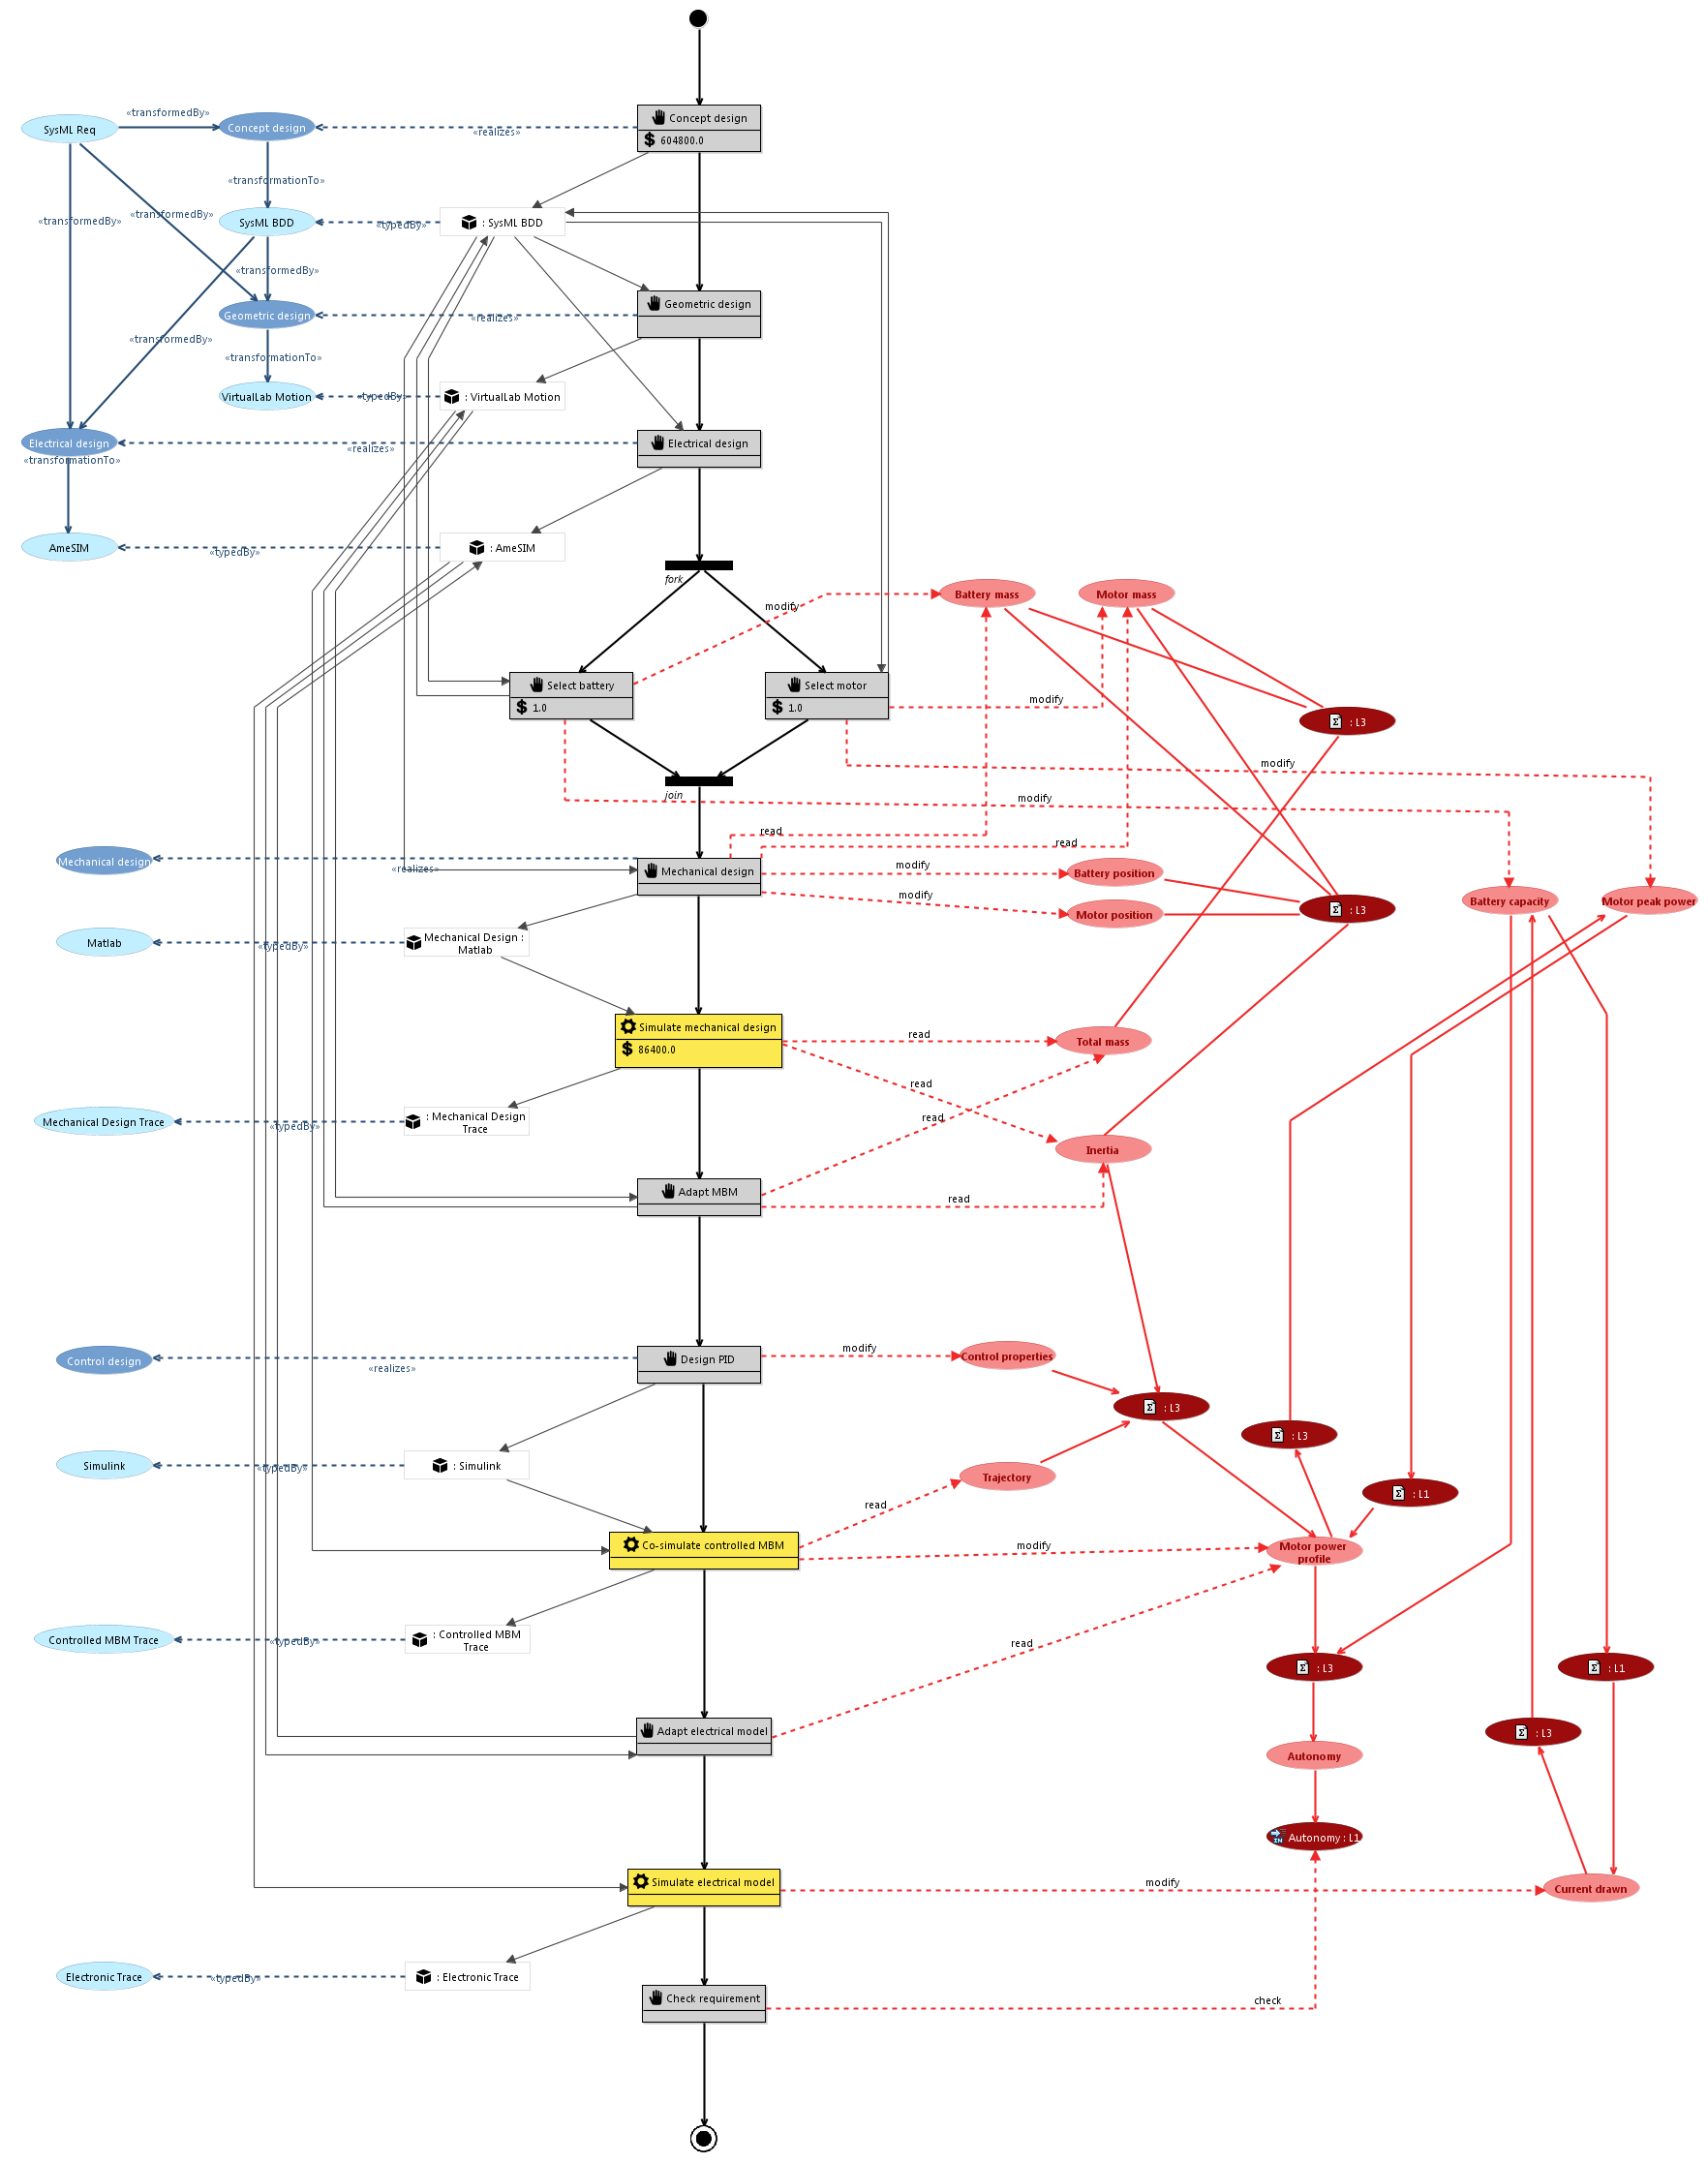 Concept design
$ 604800.0
SysML Req
«transformedBy»
Concept design
«realizes»
«transformationTo»
«transformedBy»
«transformedBy»
SysML BDD
«typedBy»
: SysML BDD
«transformedBy»
Geometric design
Geometric design
«realizes»
«transformedBy»
«transformationTo»
VirtualLab Motion
«typedBy»
: VirtualLab Motion
Electrical design
«realizes»
Electrical design
«transformationTo»
AmeSIM
«typedBy»
: AmeSIM
fork
modify
Battery mass
Motor mass
Select battery
$ 1.0
Select motor
$ 1.0
modify
: L3
modify
join
modify
read
read
Mechanical design
«realizes»
Mechanical design
modify
Battery position
modify
Motor position
: L3
Battery capacity
Motor peak power
Matlab
«typedBy»
Mechanical Design :
Matlab
Simulate mechanical design
$ 86400.0
read
Total mass
read
read
Mechanical Design Trace
«typedBy»
: Mechanical Design
Trace
Inertia
Adapt MBM
read
Control design
«realizes»
Design PID
modify
Control properties
: L3
: L3
Simulink
«typedBy»
: Simulink
Trajectory
: L1
read
Co-simulate controlled MBM
modify
Motor power
profile
Controlled MBM Trace
«typedBy»
: Controlled MBM
Trace
read
: L3
: L1
Adapt electrical model
: L3
Autonomy
IN
Autonomy : L1
Simulate electrical model
modify
Current drawn
Electronic Trace
«typedBy»
: Electronic Trace
Check requirement
check